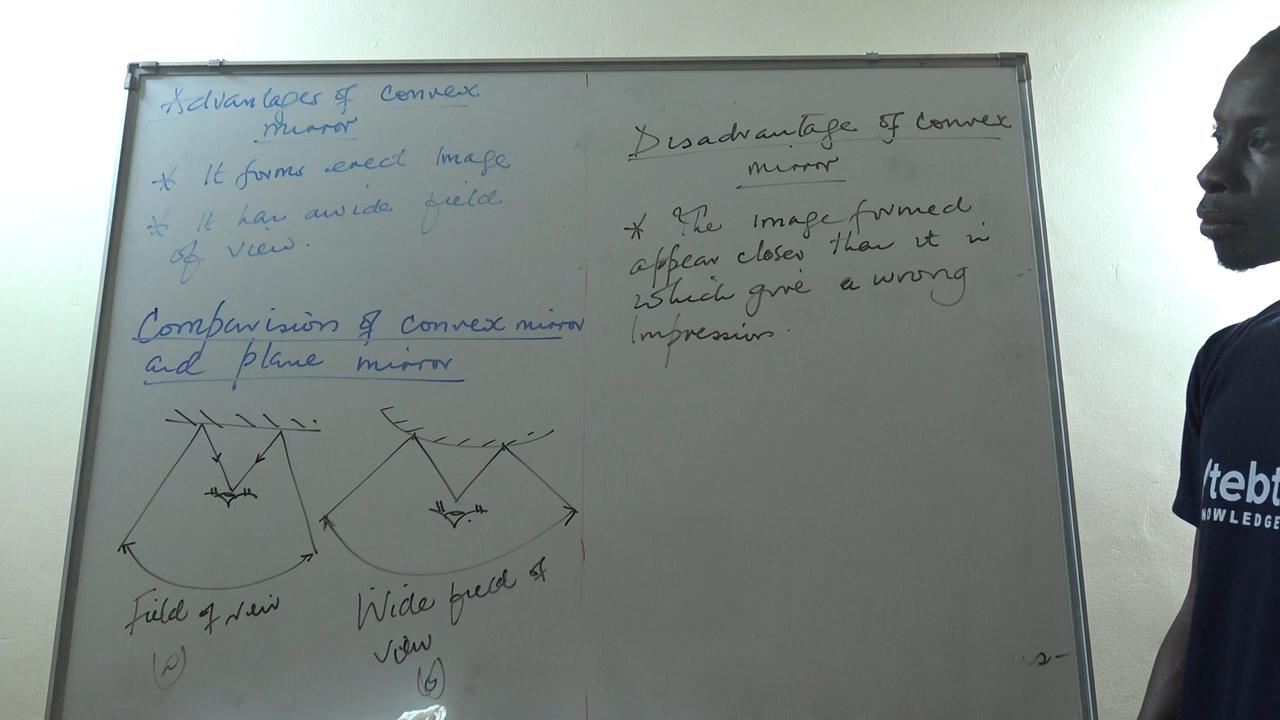 Advantages of convex
mirror
* It forms erect Image
* It has a wide field
of view.
Comparision of convex mirror
and plane mirror
Field of view
(a)
Wide field of
view
(b)
Disadvantage of convex
mirror
* The image formed
appear closer than it is
which give a wrong
Impression.
tebt
NOWLEDGE